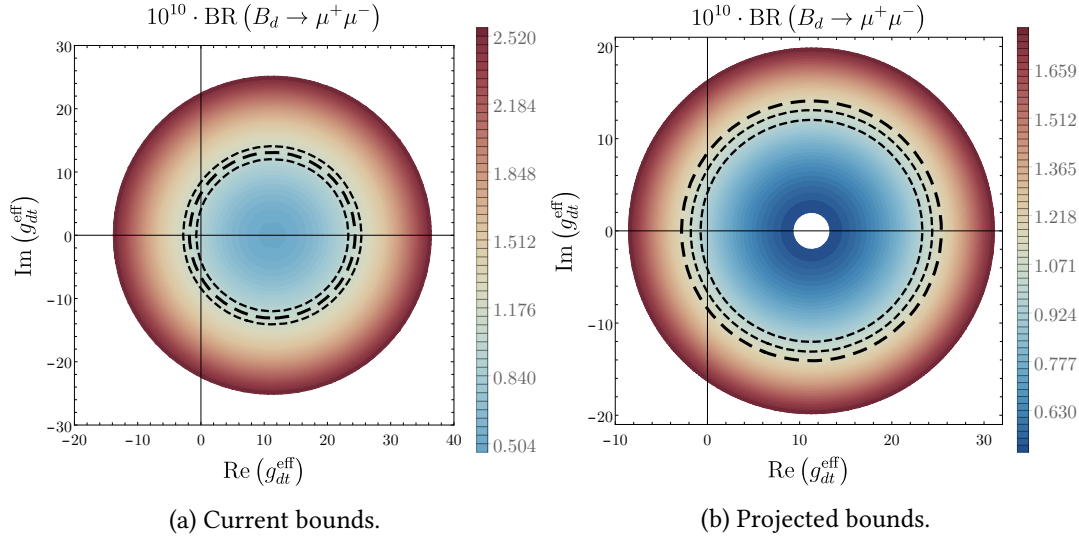 10^10 · BR (B_d → μ^+ μ^−)
30
20
10
0
−10
−20
−30
−20 −10 0 10 20 30 40
Im (g_dt^eff)
Re (g_dt^eff)
2.520
2.184
1.848
1.512
1.176
0.840
0.504
(a) Current bounds.
10^10 · BR (B_d → μ^+ μ^−)
20
10
0
−10
−20
−10 0 10 20 30
Im (g_dt^eff)
Re (g_dt^eff)
1.659
1.512
1.365
1.218
1.071
0.924
0.777
0.630
(b) Projected bounds.